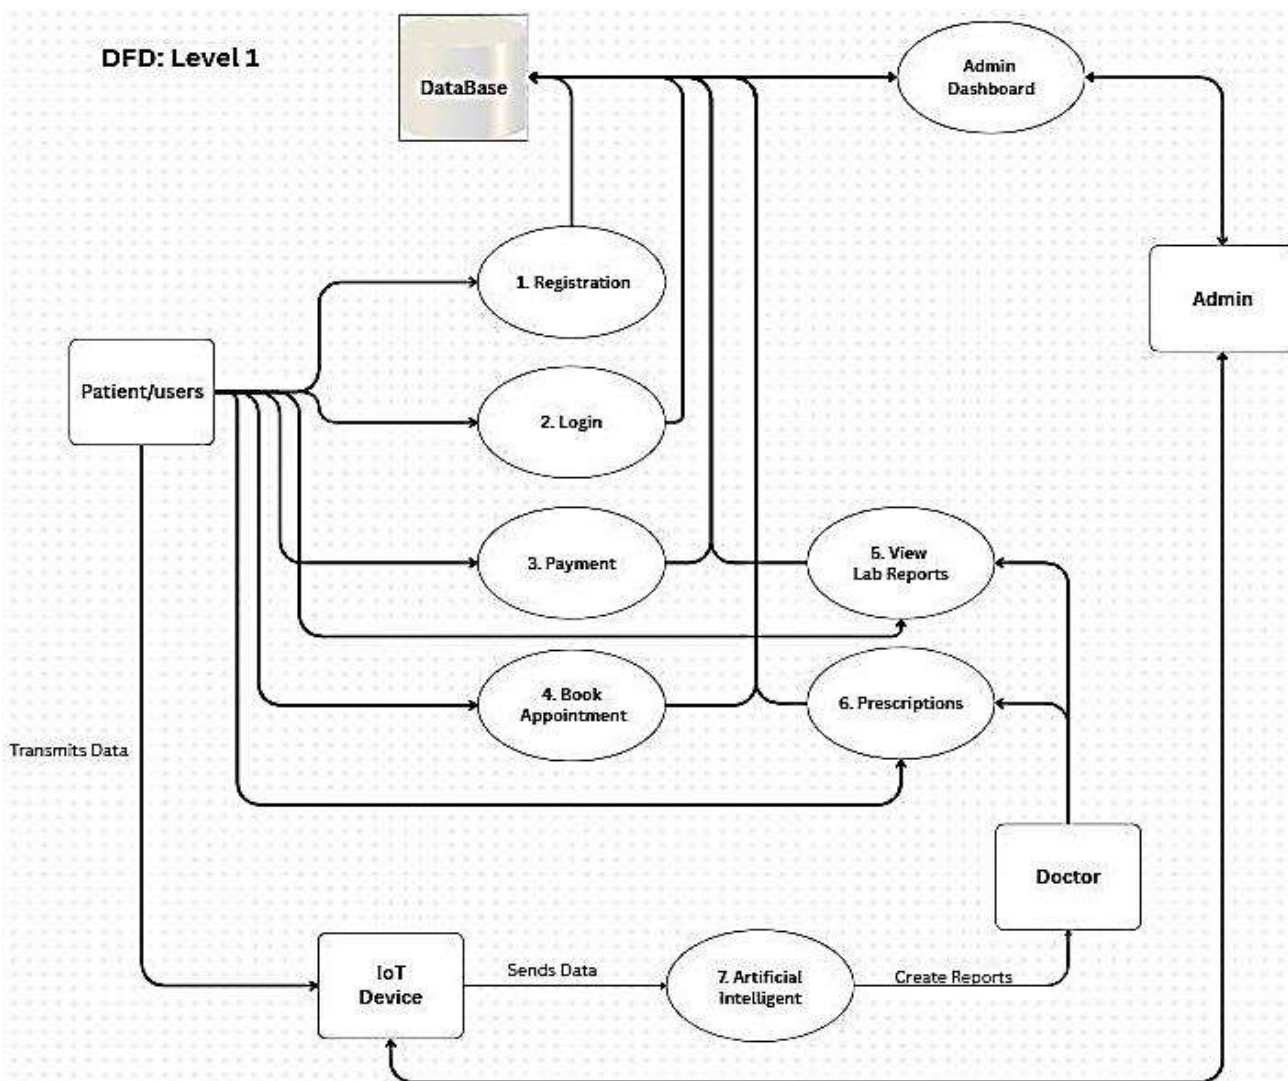 DFD: Level 1
DataBase
Admin
Dashboard
1. Registration
Admin
Patient/users
2. Login
3. Payment
5. View
Lab Reports
4. Book
Appointment
6. Prescriptions
Transmits Data
Doctor
IoT
Device
Sends Data
7. Artificial
Intelligent
Create Reports